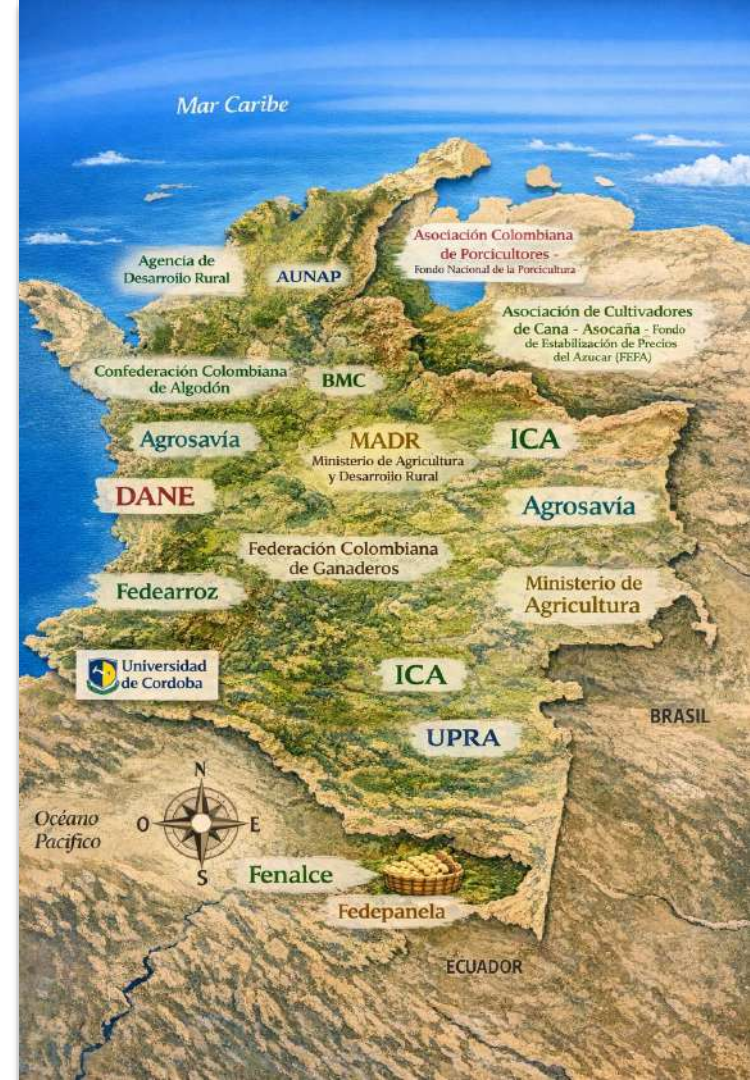 Mar Caribe
Asociación Colombiana
de Porcicultores -
Fondo Nacional de la Porcicultura
Agencia de
Desarroilo Rural
AUNAP
Asociación de Cultivadores
de Cana - Asocaña - Fondo
de Estabilización de Precios
del Azucar (FEFA)
Confederación Colombiana
de Algodón
BMC
Agrosavía
MADR
Ministerio de Agricultura
y Desarroilo Rural
ICA
DANE
Agrosavía
Federación Colombiana
de Ganaderos
Fedearroz
Ministerio de
Agricultura
Universidad
de Cordoba
ICA
BRASIL
UPRA
N
Océano
Pacifico
O
E
S
Fenalce
Fedepanela
ECUADOR